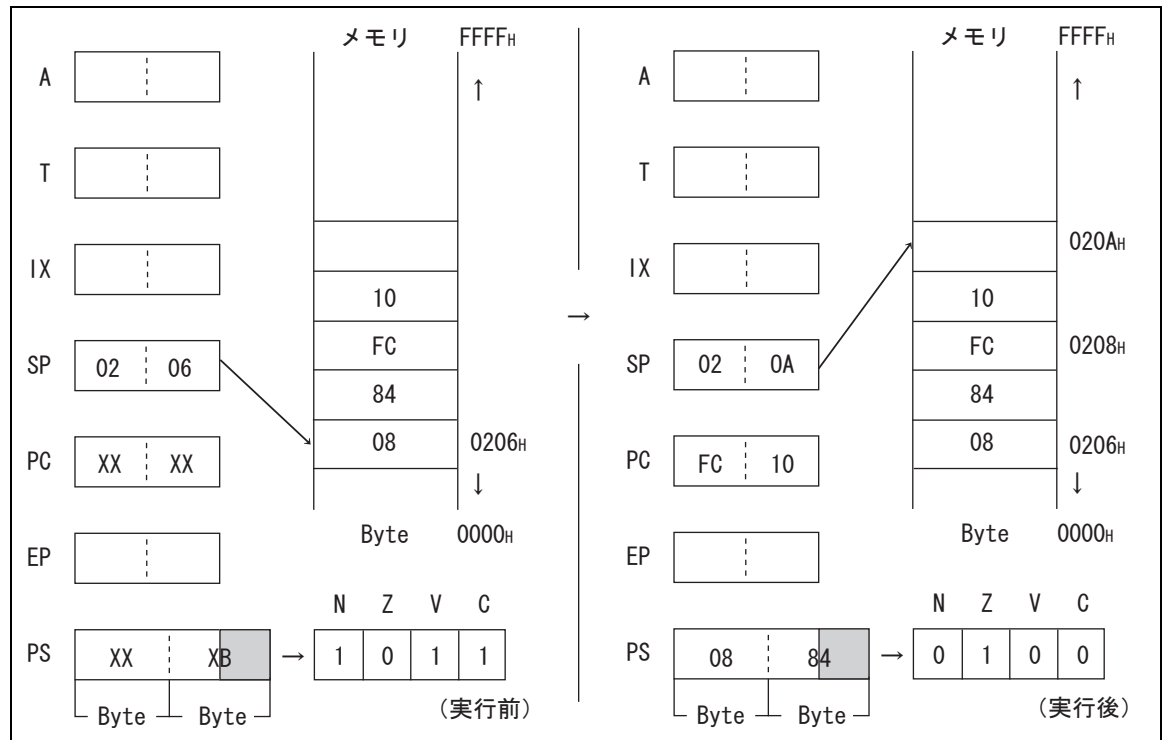 メモリ FFFFH
A
↑
T
IX
10
FC
SP 02 06
84
08 0206H
PC XX XX
↓
Byte 0000H
EP
N Z V C
PS XX XB → 1 0 1 1
Byte Byte (実行前)
→
メモリ FFFFH
A
↑
T
020AH
IX
10
FC 0208H
SP 02 0A
84
08 0206H
PC FC 10
↓
Byte 0000H
EP
N Z V C
PS 08 84 → 0 1 0 0
Byte Byte (実行後)